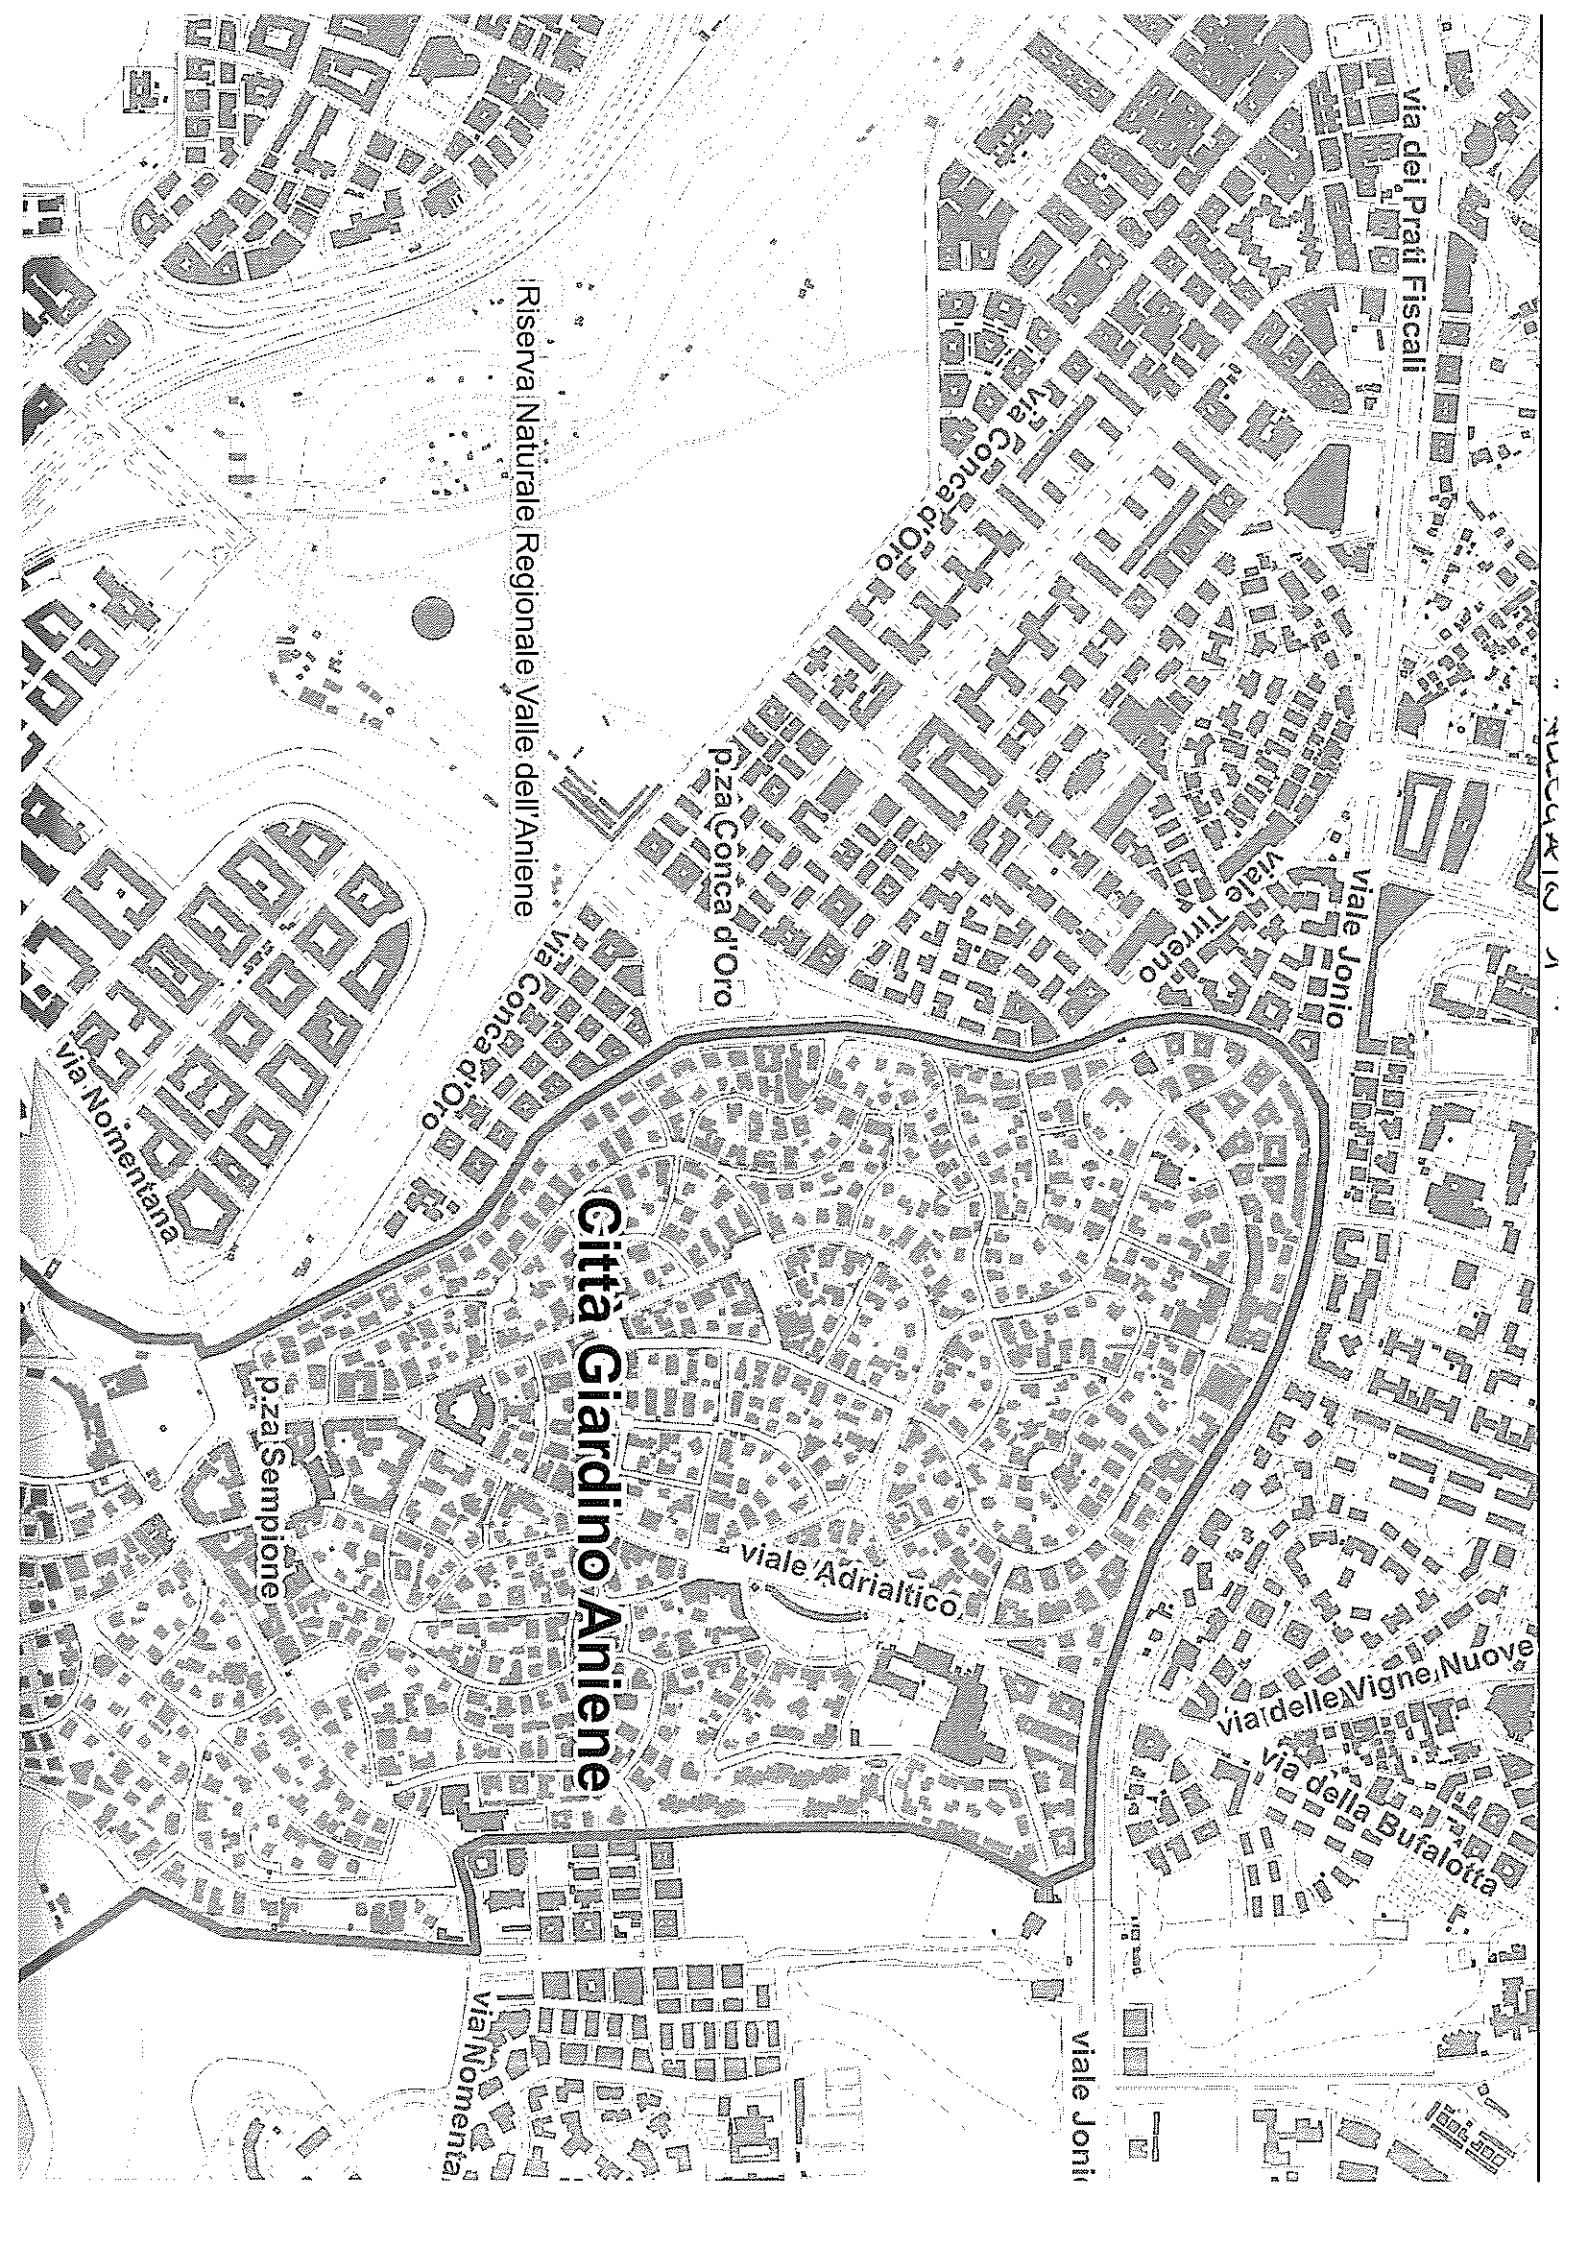 via dei Prati Fiscali
viale Jonio
via delle Vigne Nuove
via della Bufalotta
viale Tirreno
via Conca d'Oro
p.za Conca d'Oro
viale Jonio
viale Adrialtico
Città Giardino Aniene
Riserva Naturale Regionale Valle dell'Aniene
via Conca d'Oro
via Nomentana
p.za Sempione
via Nomenta